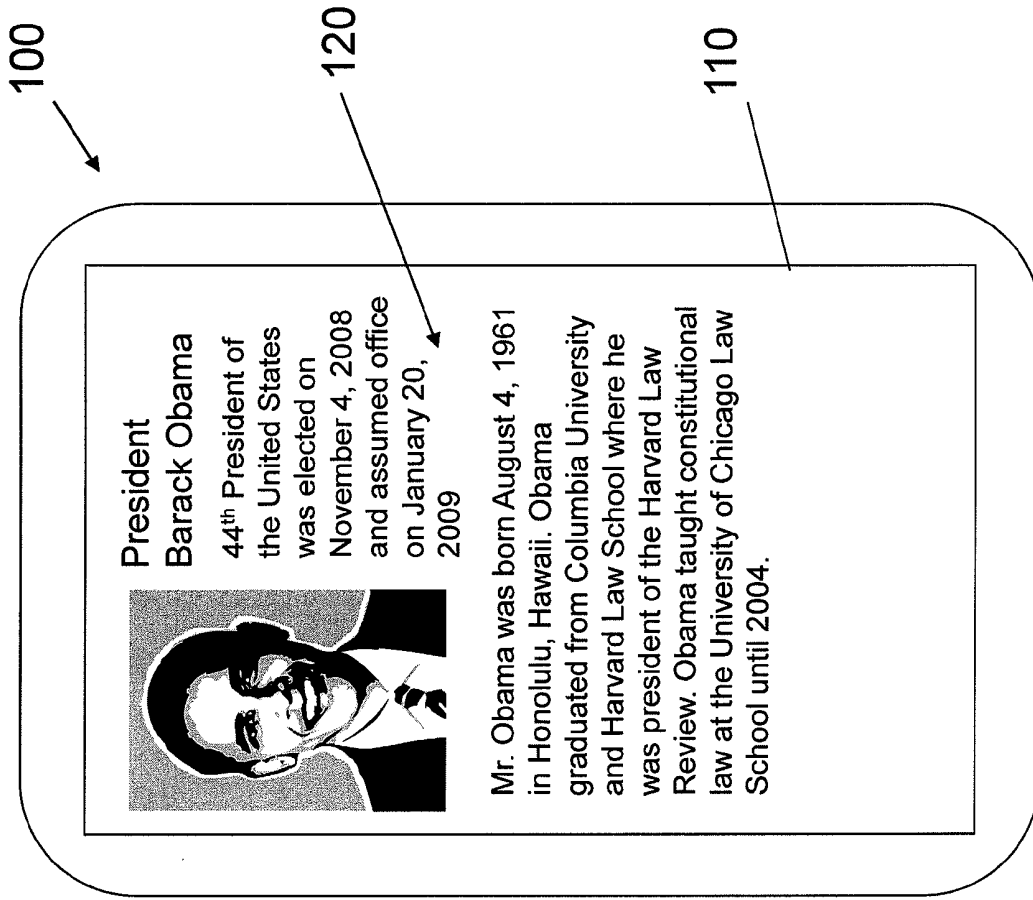 100
120
110
President
Barack Obama
44th President of
the United States
was elected on
November 4, 2008
and assumed office
on January 20,
2009
Mr. Obama was born August 4, 1961
in Honolulu, Hawaii. Obama
graduated from Columbia University
and Harvard Law School where he
was president of the Harvard Law
Review. Obama taught constitutional
law at the University of Chicago Law
School until 2004.